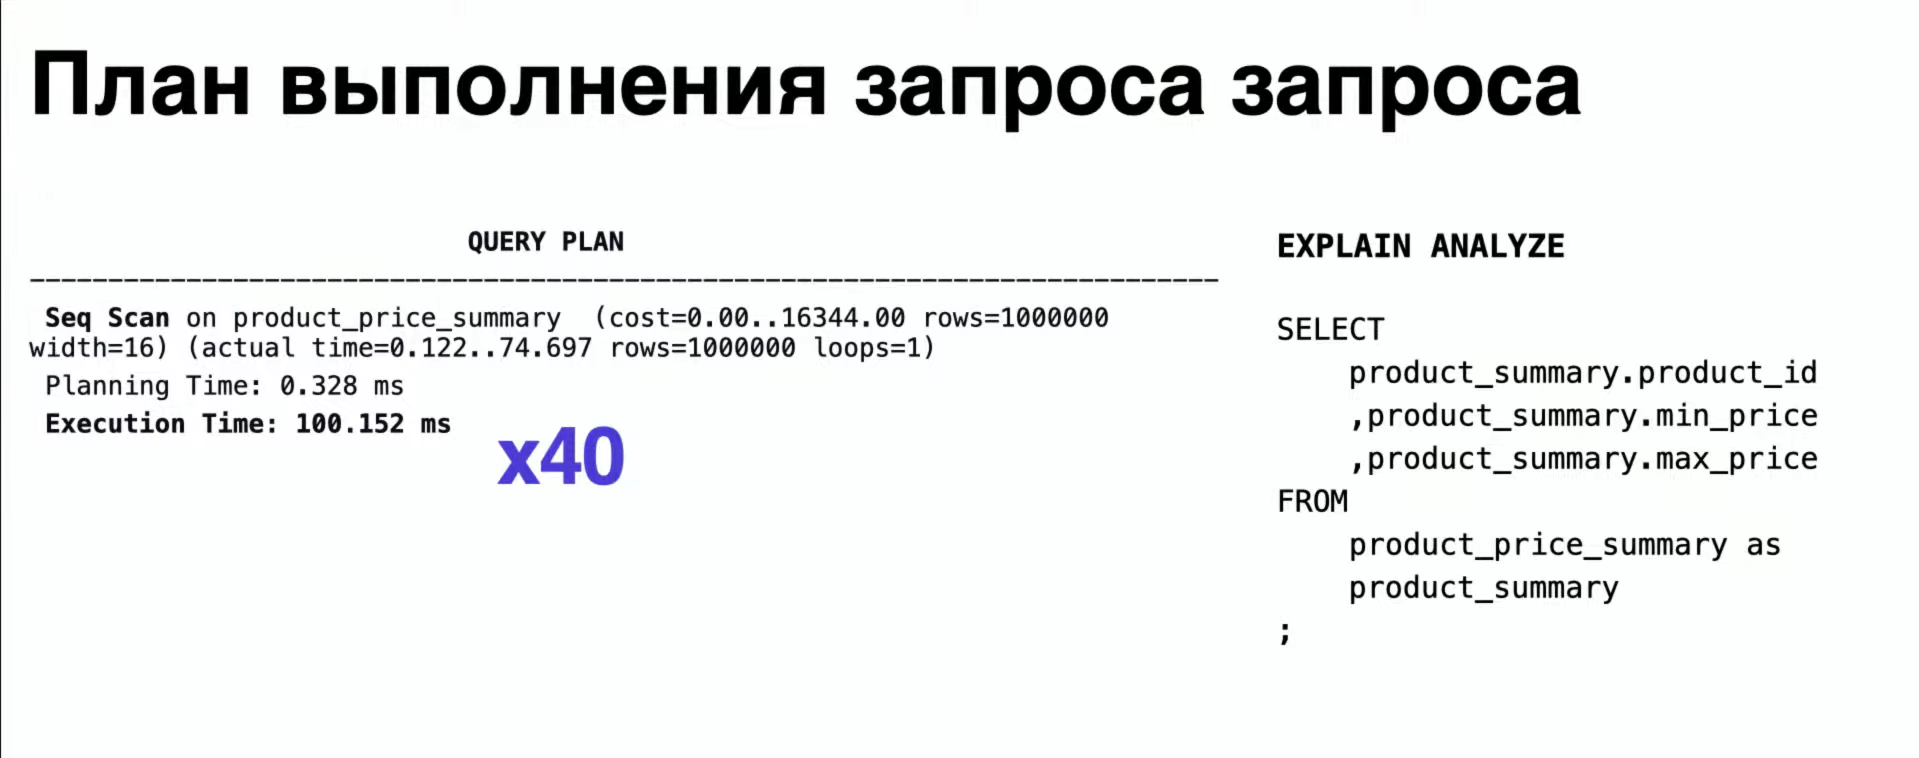 План выполнения запроса запроса
QUERY PLAN
----------------------------------------------------------------------------
Seq Scan on product_price_summary (cost=0.00..16344.00 rows=1000000
width=16) (actual time=0.122..74.697 rows=1000000 loops=1)
Planning Time: 0.328 ms
Execution Time: 100.152 ms
x40
EXPLAIN ANALYZE
SELECT
product_summary.product_id
,product_summary.min_price
,product_summary.max_price
FROM
product_price_summary as
product_summary
;